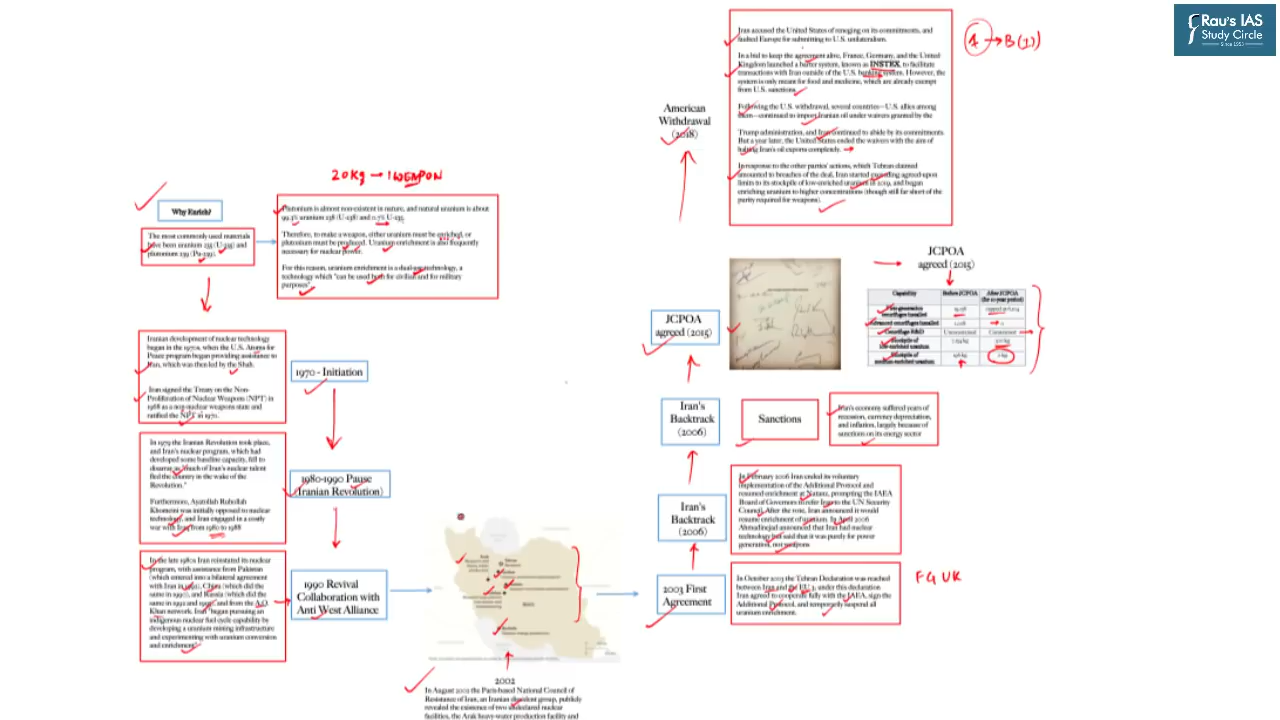 Rau's IAS
Study Circle
Since 1953
20Kg → 1 WEAPON
Why Enrich?
The most commonly used materials
have been uranium 235 (U-235) and
plutonium 239 (Pu-239).
Plutonium is almost non-existent in nature, and natural uranium is about
99.3% uranium 238 (U-238) and 0.7% U-235.
Therefore, to make a weapon, either uranium must be enriched, or
plutonium must be produced. Uranium enrichment is also frequently
necessary for nuclear power.
For this reason, uranium enrichment is a dual-use technology, a
technology which "can be used both for civilian and for military
purposes"
Iranian development of nuclear technology
began in the 1970s, when the U.S. Atoms for
Peace program began providing assistance to
Iran, which was then led by the Shah.
Iran signed the Treaty on the Non-
Proliferation of Nuclear Weapons (NPT) in
1968 as a non-nuclear weapons state and
ratified the NPT in 1970.
1970 - Initiation
In 1979 the Iranian Revolution took place,
and Iran's nuclear program, which had
developed some baseline capacity, fell to
disarray as "much of Iran's nuclear talent
fled the country in the wake of the
Revolution."
Furthermore, Ayatollah Ruhollah
Khomeini was initially opposed to nuclear
technology, and Iran engaged in a costly
war with Iraq from 1980 to 1988
1980-1990 Pause
(Iranian Revolution)
In the late 1980s Iran reinstated its nuclear
program, with assistance from Pakistan
(which entered into a bilateral agreement
with Iran in 1992), China (which did the
same in 1990), and Russia (which did the
same in 1992 and 1995), and from the A.Q.
Khan network. Iran "began pursuing an
indigenous nuclear fuel cycle capability by
developing a uranium mining infrastructure
and experimenting with uranium conversion
and enrichment"
1990 Revival
Collaboration with
Anti West Alliance
2002
In August 2002 the Paris-based National Council of
Resistance of Iran, an Iranian dissident group, publicly
revealed the existence of two undeclared nuclear
facilities, the Arak heavy-water production facility and
2003 First
Agreement
In October 2003 the Tehran Declaration was reached
between Iran and the EU 3, under this declaration
Iran agreed to cooperate fully with the IAEA, sign the
Additional Protocol, and temporarily suspend all
uranium enrichment.
F G UK
Iran's
Backtrack
(2006)
In February 2006 Iran ended its voluntary
implementation of the Additional Protocol and
resumed enrichment at Natanz, prompting the IAEA
Board of Governors to refer Iran to the UN Security
Council. After the vote, Iran announced it would
resume enrichment of uranium. In April 2006
Ahmadinejad announced that Iran had nuclear
technology but said that it was purely for power
generation, not weapons
Iran's
Backtrack
(2006)
Sanctions
Iran's economy suffered years of
recession, currency depreciation,
and inflation, largely because of
sanctions on its energy sector
JCPOA
agreed (2015)
JCPOA
agreed (2015)
Capability Before JCPOA After JCPOA
(for 10-year period)
First-generation
centrifuges installed
Advanced centrifuges installed
Centrifuge R&D Unconstrained Constrained
Stockpile of
low-enriched uranium
Stockpile of
medium-enriched uranium
American
Withdrawal
(2018)
Iran accused the United States of reneging on its commitments, and
faulted Europe for submitting to U.S. unilateralism.
In a bid to keep the agreement alive, France, Germany, and the United
Kingdom launched a barter system, known as INSTEX, to facilitate
transactions with Iran outside of the U.S. banking system. However, the
system is only meant for food and medicine, which are already exempt
from U.S. sanctions.
Following the U.S. withdrawal, several countries—U.S. allies among
them—continued to import Iranian oil under waivers granted by the
Trump administration, and Iran continued to abide by its commitments.
But a year later, the United States ended the waivers with the aim of
halting Iran's oil exports completely.
In response to the other parties' actions, which Tehran claimed
amounted to breaches of the deal, Iran started exceeding agreed-upon
limits to its stockpile of low-enriched uranium in 2019, and began
enriching uranium to higher concentrations (though still far short of the
purity required for weapons)
A → B (I)